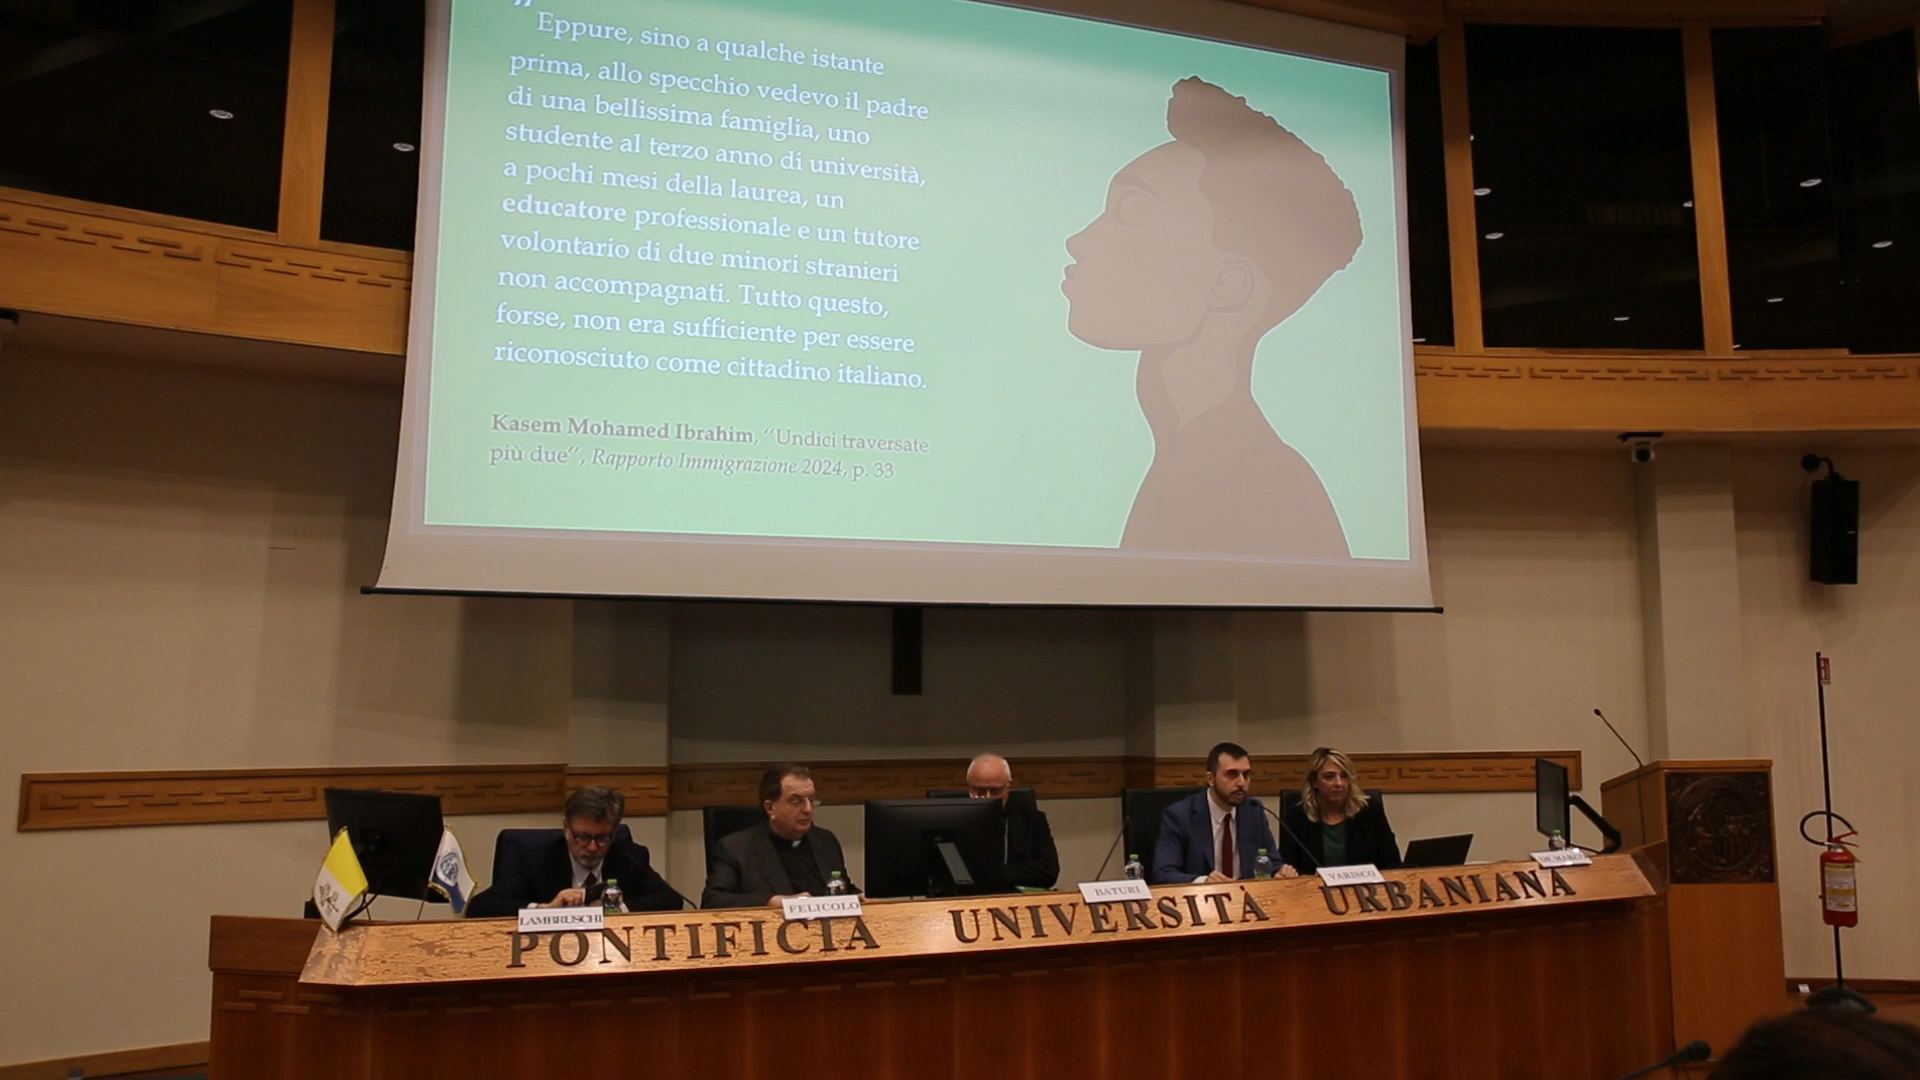 "Eppure, sino a qualche istante
prima, allo specchio vedevo il padre
di una bellissima famiglia, uno
studente al terzo anno di università,
a pochi mesi della laurea, un
educatore professionale e un tutore
volontario di due minori stranieri
non accompagnati. Tutto questo,
forse, non era sufficiente per essere
riconosciuto come cittadino italiano.
Kasem Mohamed Ibrahim, “Undici traversate
più due”, Rapporto Immigrazione 2024, p. 33
LAMBRUSCHI
FELICOLO
BATURI
VARISCO
DE MARCO
PONTIFICIA UNIVERSITÀ URBANIANA